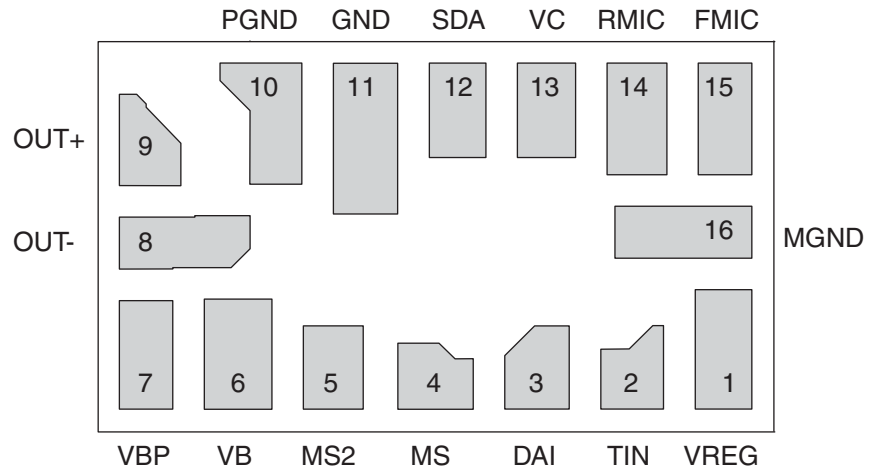 PGND GND SDA VC RMIC FMIC
10 11 12 13 14 15
OUT+ 9
OUT- 8 16 MGND
7 6 5 4 3 2 1
VBP VB MS2 MS DAI TIN VREG